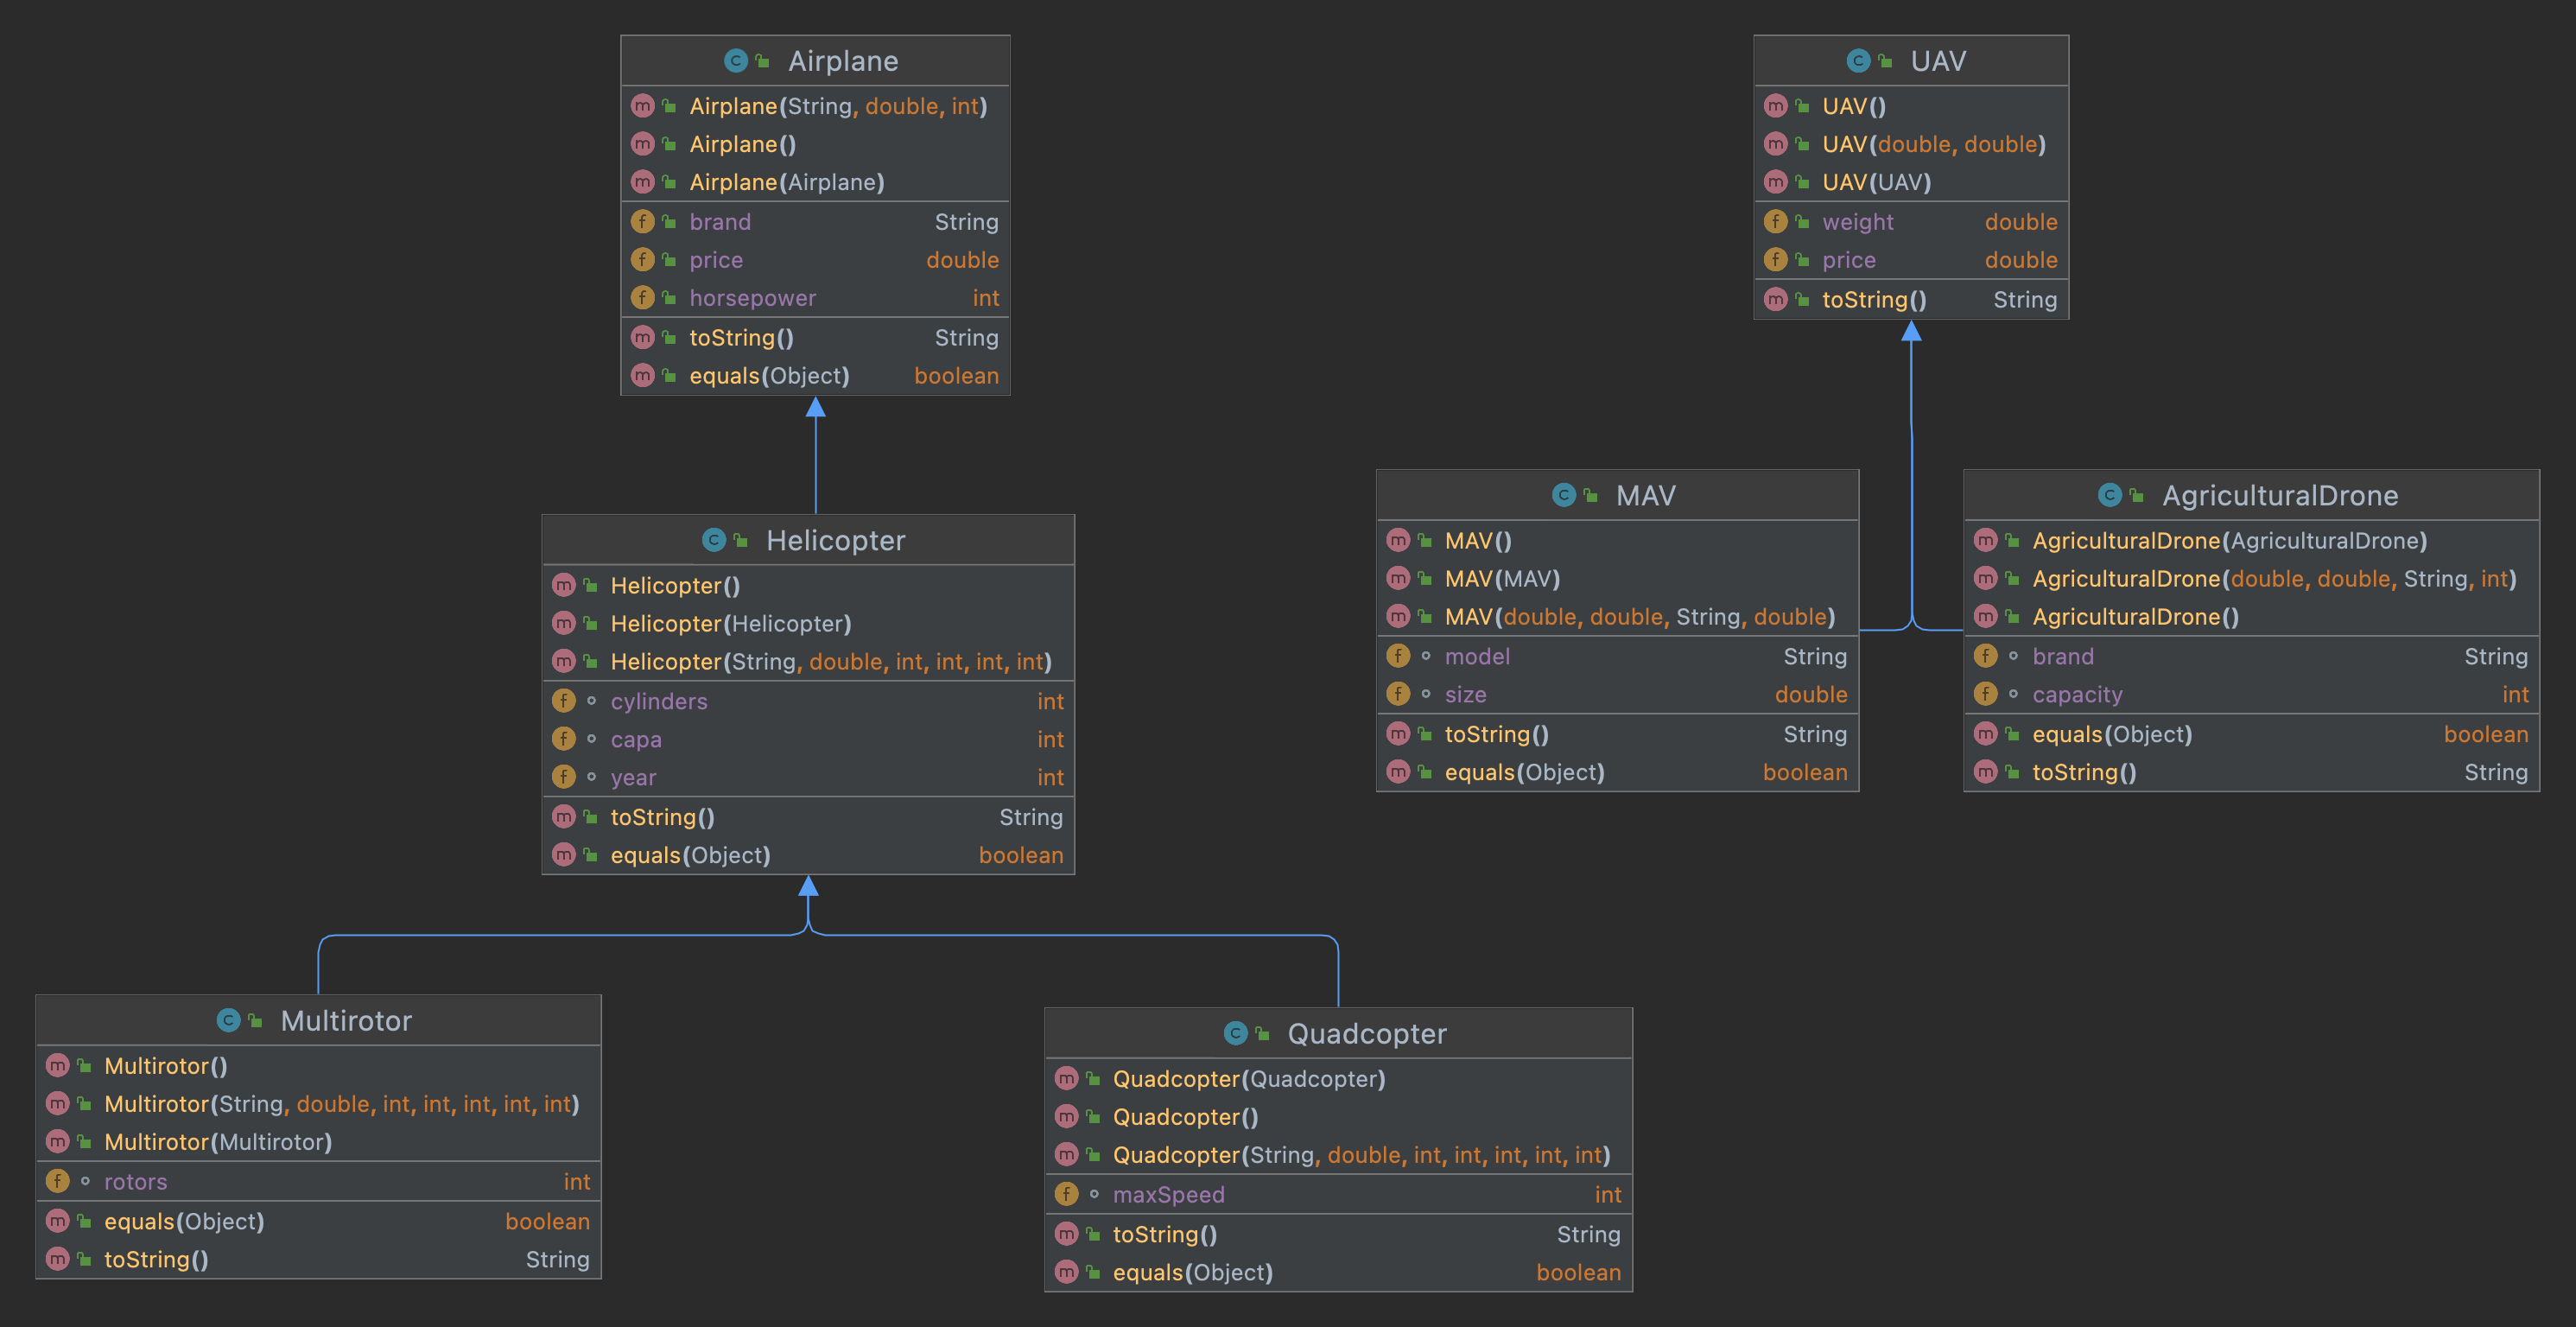 Airplane
Airplane(String, double, int)
Airplane()
Airplane(Airplane)
brand String
price double
horsepower int
toString() String
equals(Object) boolean
UAV
UAV()
UAV(double, double)
UAV(UAV)
weight double
price double
toString() String
Helicopter
Helicopter()
Helicopter(Helicopter)
Helicopter(String, double, int, int, int, int)
cylinders int
capa int
year int
toString() String
equals(Object) boolean
MAV
MAV()
MAV(MAV)
MAV(double, double, String, double)
model String
size double
toString() String
equals(Object) boolean
AgriculturalDrone
AgriculturalDrone(AgriculturalDrone)
AgriculturalDrone(double, double, String, int)
AgriculturalDrone()
brand String
capacity int
equals(Object) boolean
toString() String
Multirotor
Multirotor()
Multirotor(String, double, int, int, int, int, int)
Multirotor(Multirotor)
rotors int
equals(Object) boolean
toString() String
Quadcopter
Quadcopter(Quadcopter)
Quadcopter()
Quadcopter(String, double, int, int, int, int, int)
maxSpeed int
toString() String
equals(Object) boolean